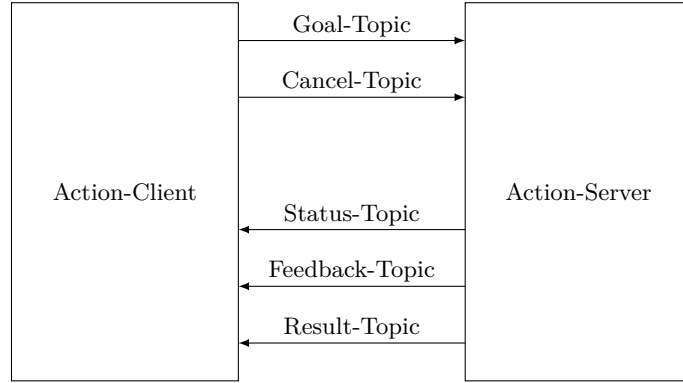 Goal-Topic
Cancel-Topic
Action-Client
Action-Server
Status-Topic
Feedback-Topic
Result-Topic